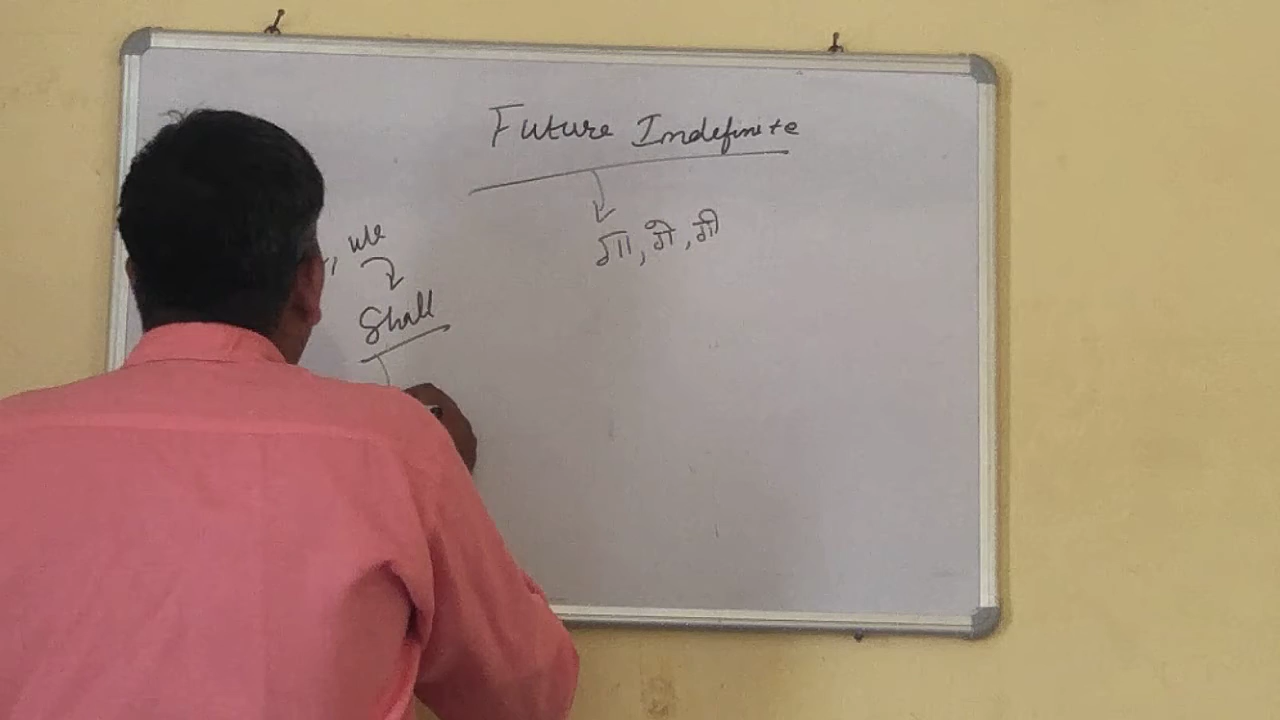 Future Indefinite
गा, गे, गी
, we
Shall